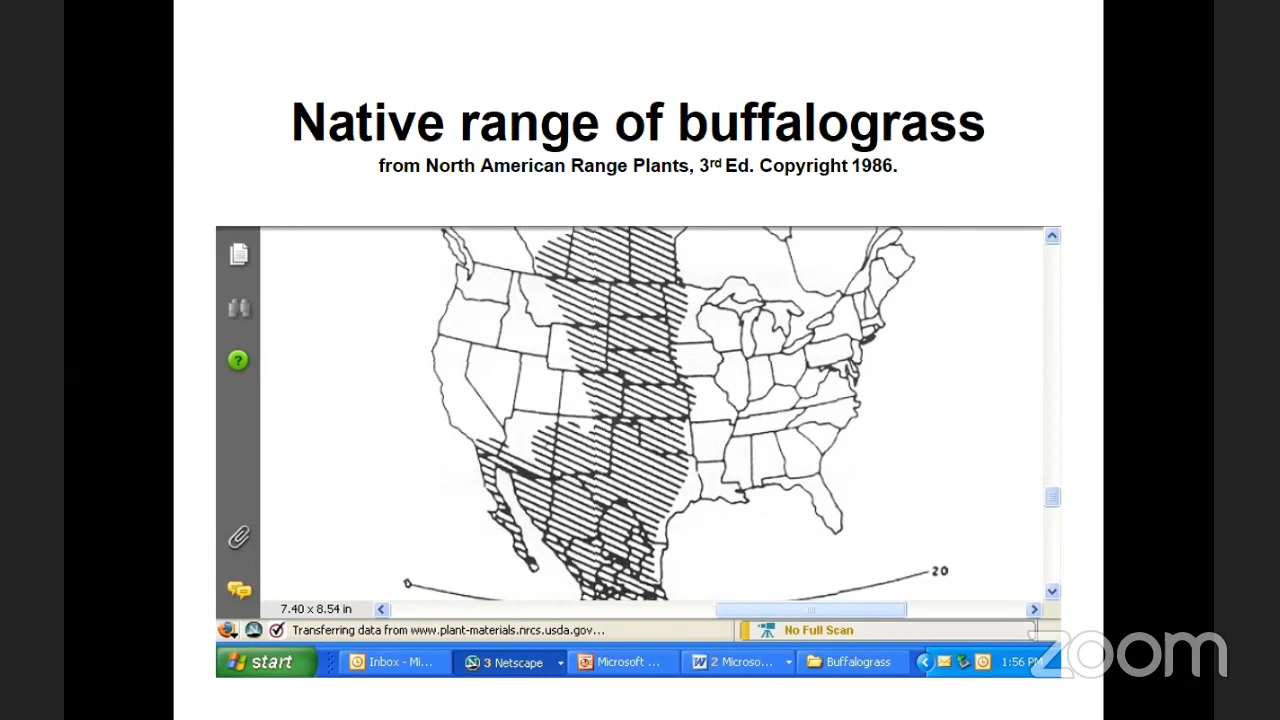 Native range of buffalograss
from North American Range Plants, 3rd Ed. Copyright 1986.
?
0
20
7.40 x 8.54 in
Transferring data from www.plant-materials.nrcs.usda.gov...
No Full Scan
start
Inbox - Mi...
3 Netscape
Microsoft ...
2 Microso...
Buffalograss
1:56 PM
zoom